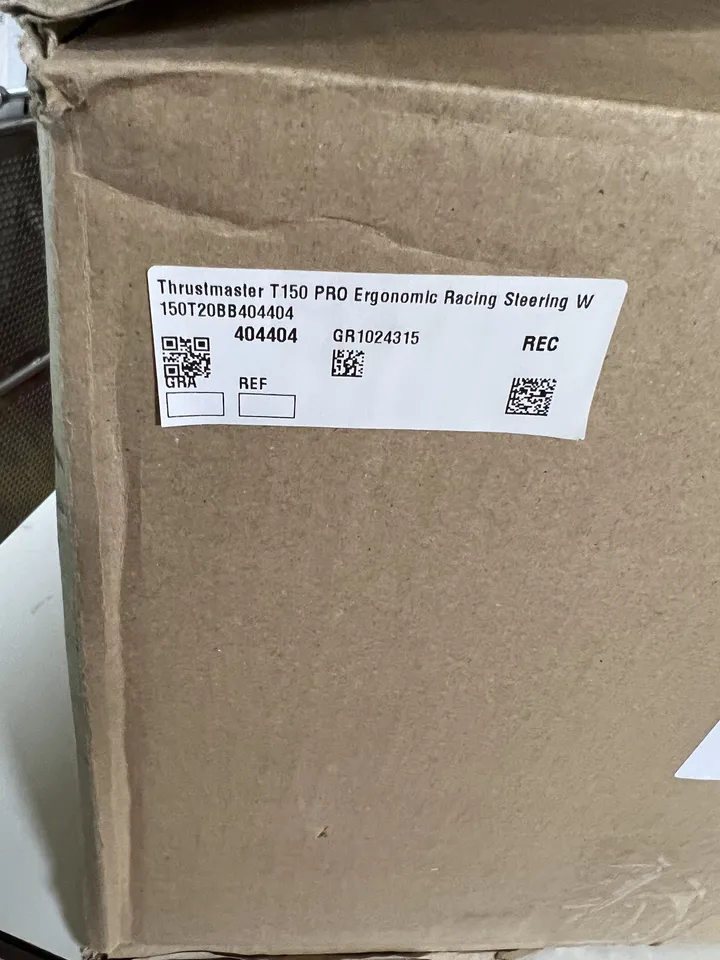 Thrustmaster T150 PRO Ergonomic Racing Steering W
150T20BB404404
404404 GR1024315 REC
GRA REF